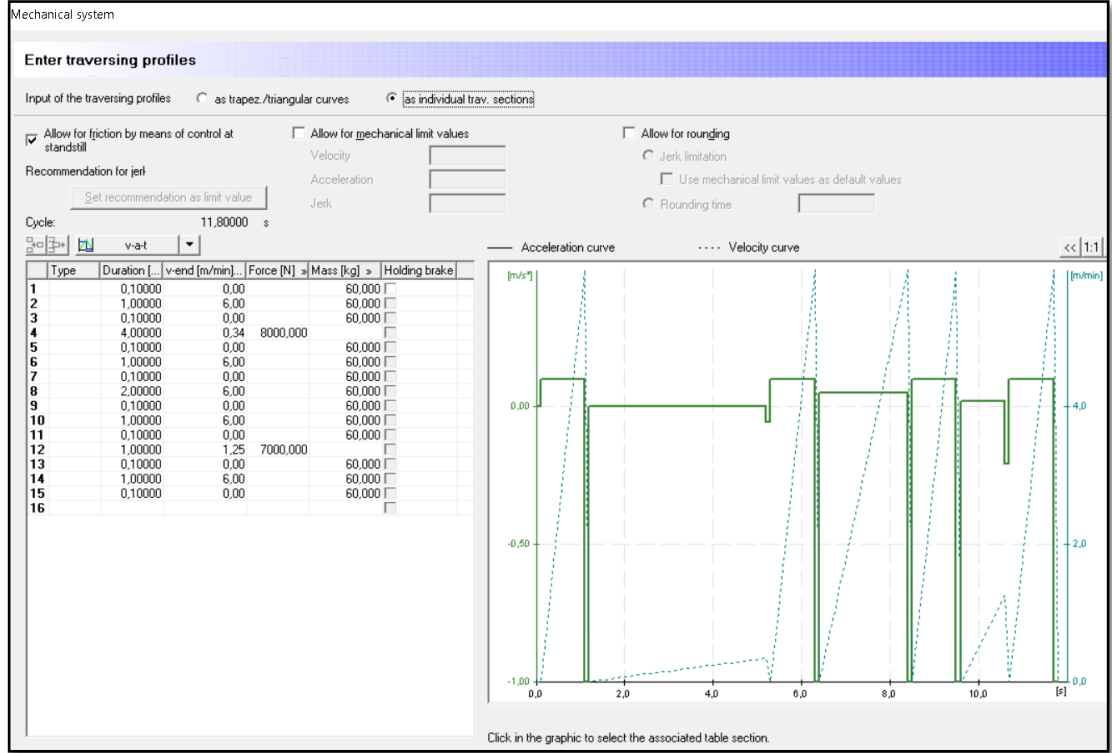 Mechanical system
Enter traversing profiles
Input of the traversing profiles as trapez./triangular curves as individual trav. sections
Allow for friction by means of control at standstill
Allow for mechanical limit values
Velocity
Acceleration
Jerk
Allow for rounding
Jerk limitation
Use mechanical limit values as default values
Rounding time
Recommendation for jerk
Set recommendation as limit value
Cycle: 11,80000 s
v-a-t
Type Duration [... v-end [m/min]... Force [N] » Mass [kg] » Holding brake
1 0,10000 0,00 60,000
2 1,00000 6,00 60,000
3 0,10000 0,00 60,000
4 4,00000 0,34 8000,000
5 0,10000 0,00 60,000
6 1,00000 6,00 60,000
7 0,10000 0,00 60,000
8 2,00000 6,00 60,000
9 0,10000 0,00 60,000
10 1,00000 6,00 60,000
11 0,10000 0,00 60,000
12 1,00000 1,25 7000,000
13 0,10000 0,00 60,000
14 1,00000 6,00 60,000
15 0,10000 0,00 60,000
16
Acceleration curve Velocity curve << 1:1
[m/s²] [m/min]
0,00 4,0
-0,50 2,0
-1,00 0,0
0,0 2,0 4,0 6,0 8,0 10,0 [s]
Click in the graphic to select the associated table section.